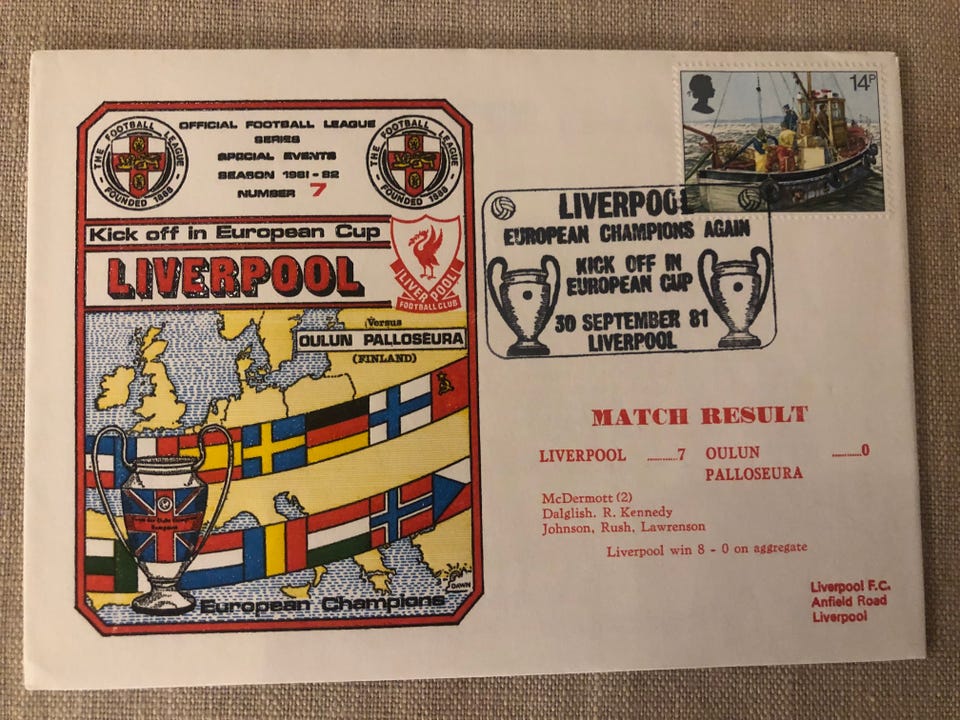 THE FOOTBALL LEAGUE
FOUNDED 1888
OFFICIAL FOOTBALL LEAGUE
SERIES
SPECIAL EVENTS
SEASON 1981-82
NUMBER 7
THE FOOTBALL LEAGUE
FOUNDED 1888
Kick off in European Cup
LIVERPOOL
LIVERPOOL
FOOTBALL CLUB
Versus
OULUN PALLOSEURA
(FINLAND)
European Champions
DAWN
14P
LIVERPOOL
EUROPEAN CHAMPIONS AGAIN
KICK OFF IN
EUROPEAN CUP
30 SEPTEMBER 81
LIVERPOOL
MATCH RESULT
LIVERPOOL ..........7 OULUN ..........0
PALLOSEURA
McDermott (2)
Dalglish. R. Kennedy
Johnson, Rush, Lawrenson
Liverpool win 8 - 0 on aggregate
Liverpool F.C.
Anfield Road
Liverpool